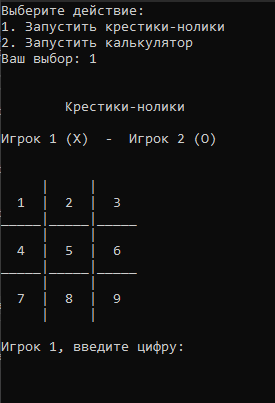 Выберите действие:
1. Запустить крестики-нолики
2. Запустить калькулятор
Ваш выбор: 1
Крестики-нолики
Игрок 1 (X)  -  Игрок 2 (O)
     |     |
  1  |  2  |  3
_____|_____|_____
     |     |
  4  |  5  |  6
_____|_____|_____
     |     |
  7  |  8  |  9
     |     |
Игрок 1, введите цифру: